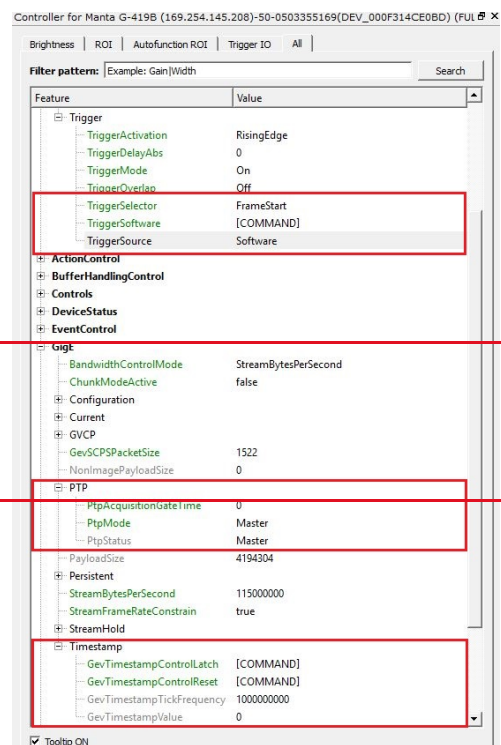 Controller for Manta G-419B (169.254.145.208)-50-0503355169(DEV_000F314CE0BD) (FUL
Brightness ROI Autofunction ROI Trigger IO All
Filter pattern: Example: Gain|Width Search
Feature Value
Trigger
TriggerActivation RisingEdge
TriggerDelayAbs 0
TriggerMode On
TriggerOverlap Off
TriggerSelector FrameStart
TriggerSoftware [COMMAND]
TriggerSource Software
ActionControl
BufferHandlingControl
Controls
DeviceStatus
EventControl
GigE
BandwidthControlMode StreamBytesPerSecond
ChunkModeActive false
Configuration
Current
GVCP
GevSCPSPacketSize 1522
NonImagePayloadSize 0
PTP
PtpAcquisitionGateTime 0
PtpMode Master
PtpStatus Master
PayloadSize 4194304
Persistent
StreamBytesPerSecond 115000000
StreamFrameRateConstrain true
StreamHold
Timestamp
GevTimestampControlLatch [COMMAND]
GevTimestampControlReset [COMMAND]
GevTimestampTickFrequency 1000000000
GevTimestampValue 0
Tooltip ON